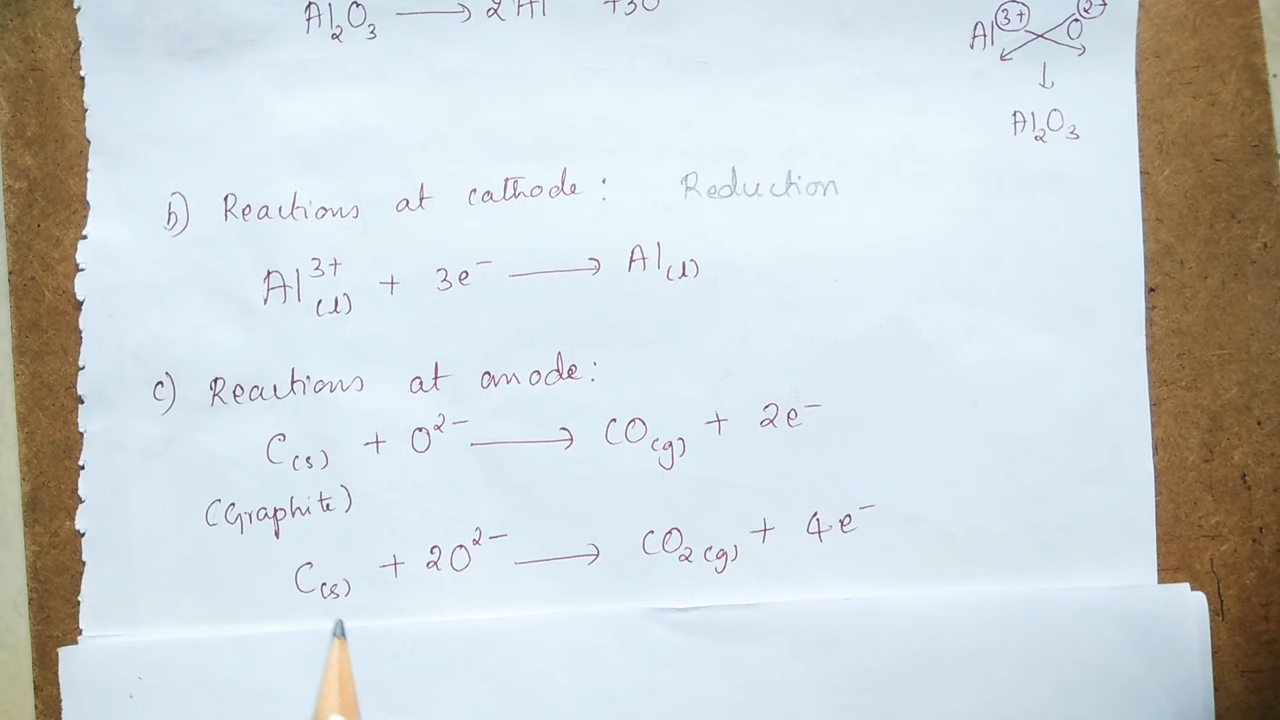 Al₂O₃ ⟶ 2Al +3O
Al³⁺ O²⁻
↓
Al₂O₃
b) Reactions at cathode : Reduction
Al³⁺(l) + 3e⁻ ⟶ Al(l)
c) Reactions at anode :
C(s) + O²⁻ ⟶ CO(g) + 2e⁻
(Graphite)
C(s) + 2O²⁻ ⟶ CO₂(g) + 4e⁻